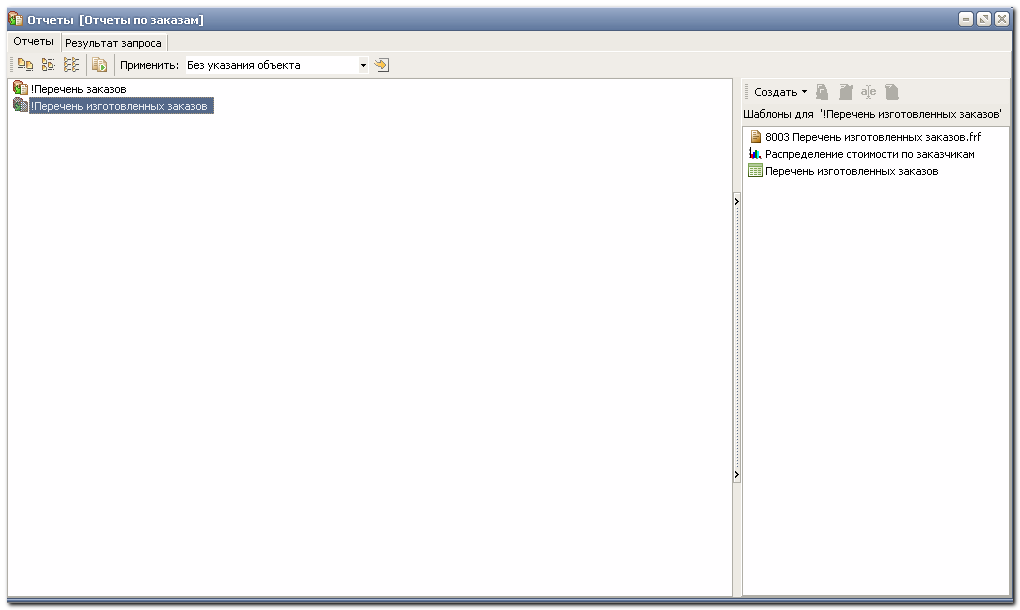 Отчеты [Отчеты по заказам]
Отчеты
Результат запроса
Применить: Без указания объекта
!Перечень заказов
!Перечень изготовленных заказов
Создать
Шаблоны для '!Перечень изготовленных заказов'
8003 Перечень изготовленных заказов.frf
Распределение стоимости по заказчикам
Перечень изготовленных заказов